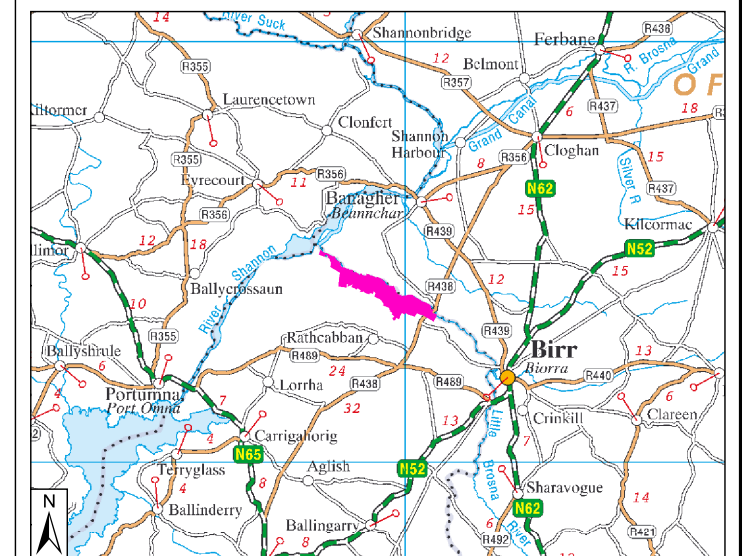 14
River Suck
Shannonbridge
Ferbane
R436
R. Brosna
Grand
12
Belmont
R355
R357
OF
Laurencetown
Grand Canal
R437
18
6
Clonfert
Shannon
Harbour
Cloghan
R355
8
R356
15
Silver R
Eyrecourt
R356
11
N62
R437
Banagher
Beannchar
15
R356
Kilcormac
12
18
R439
N52
River Shannon
15
Ballycrossaun
R438
12
10
R439
R355
Rathcabban
Birr
Biorra
Ballyshrule
R489
13
6
24
R440
Portumna
Port Omna
Lorrha
R438
R489
6
7
32
4
13
Little Brosna River
Crinkill
Clareen
4
Carrigahorig
7
N65
N52
Terryglass
Aglish
Sharavogue
N
4
8
N62
14
Ballinderry
Ballingarry
6
R421
8
R492